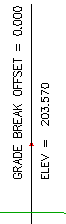 GRADE BREAK OFFSET = 0.000
ELEV = 203.570